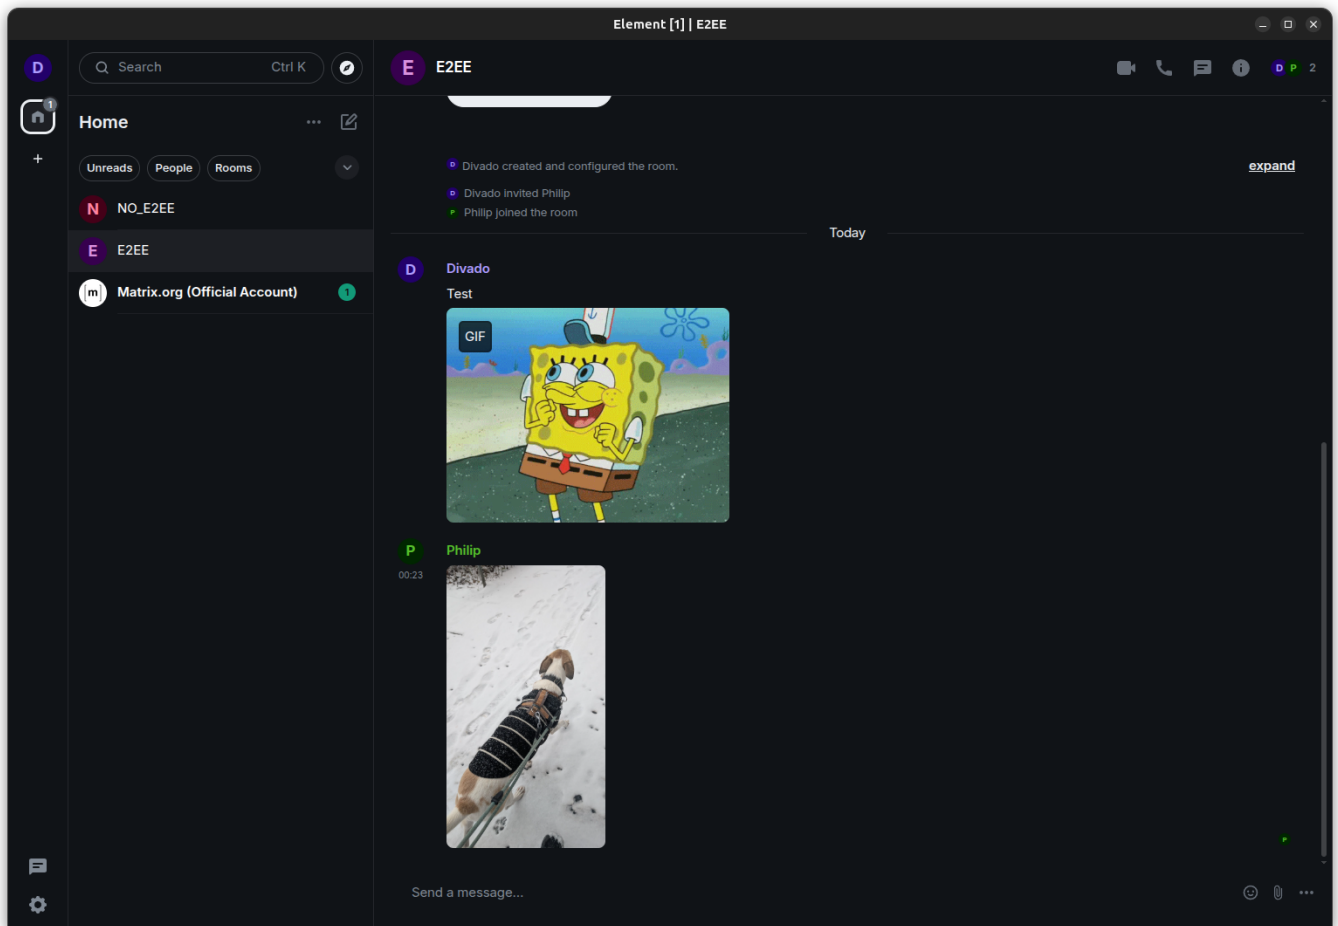 Element [1] | E2EE
D
Search Ctrl K
E E2EE
D P 2
1
Home
Unreads People Rooms
N NO_E2EE
E E2EE
[m] Matrix.org (Official Account) 1
D Divado created and configured the room. expand
D Divado invited Philip
P Philip joined the room
Today
D Divado
Test
GIF
P Philip
00:23
P
Send a message...